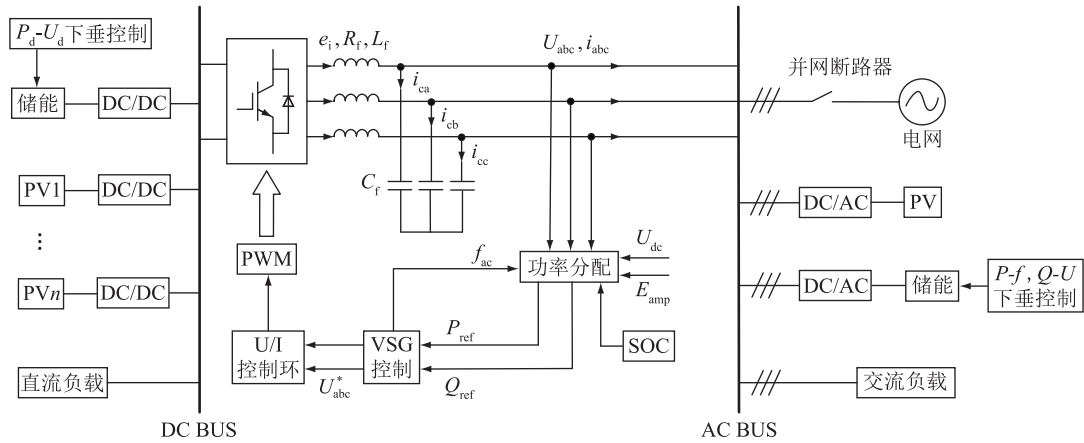 P_d-U_d下垂控制
储能
DC/DC
PV1
DC/DC
⋮
PVn
DC/DC
直流负载
DC BUS
e_i, R_f, L_f
U_abc, i_abc
i_ca
i_cb
i_cc
C_f
PWM
f_ac
功率分配
U_dc
E_amp
U/I
控制环
VSG
控制
P_ref
Q_ref
U*_abc
SOC
AC BUS
并网断路器
电网
DC/AC
PV
DC/AC
储能
P-f, Q-U
下垂控制
交流负载